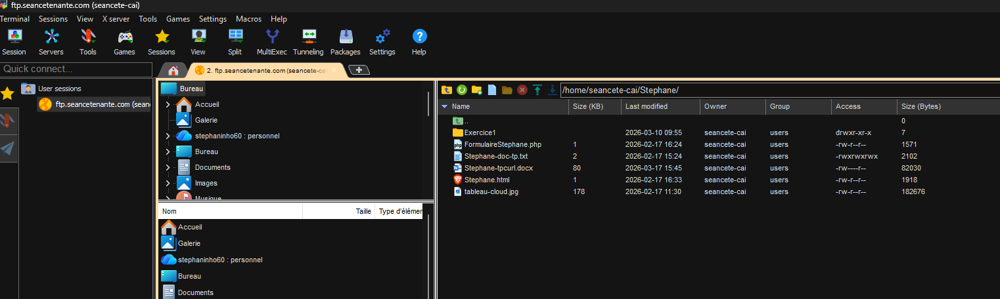 ftp.seancetenante.com (seancete-cai)
Terminal Sessions View X server Tools Games Settings Macros Help
Session Servers Tools Games Sessions View Split MultiExec Tunneling Packages Settings Help
Quick connect...
2. ftp.seancetenante.com (seancete-ca
User sessions
ftp.seancetenante.com (sean
Bureau
Accueil
Galerie
stephaninho60 : personnel
Bureau
Documents
Images
Musique
Nom Taille Type d'élémen
Accueil
Galerie
stephaninho60 : personnel
Bureau
Documents
/home/seancete-cai/Stephane/
Name Size (KB) Last modified Owner Group Access Size (Bytes)
.. 0
Exercice1 2026-03-10 09:55 seancete-cai users drwxr-xr-x 7
FormulaireStephane.php 1 2026-02-17 16:24 seancete-cai users -rw-r--r-- 1571
Stephane-doc-tp.txt 2 2026-02-17 15:24 seancete-cai users -rwxrwxrwx 2102
Stephane-tpcurl.docx 80 2026-03-17 15:45 seancete-cai users -rw----r-- 82030
Stephane.html 1 2026-02-17 16:33 seancete-cai users -rw-r--r-- 1918
tableau-cloud.jpg 178 2026-02-17 11:30 seancete-cai users -rw-r--r-- 182676